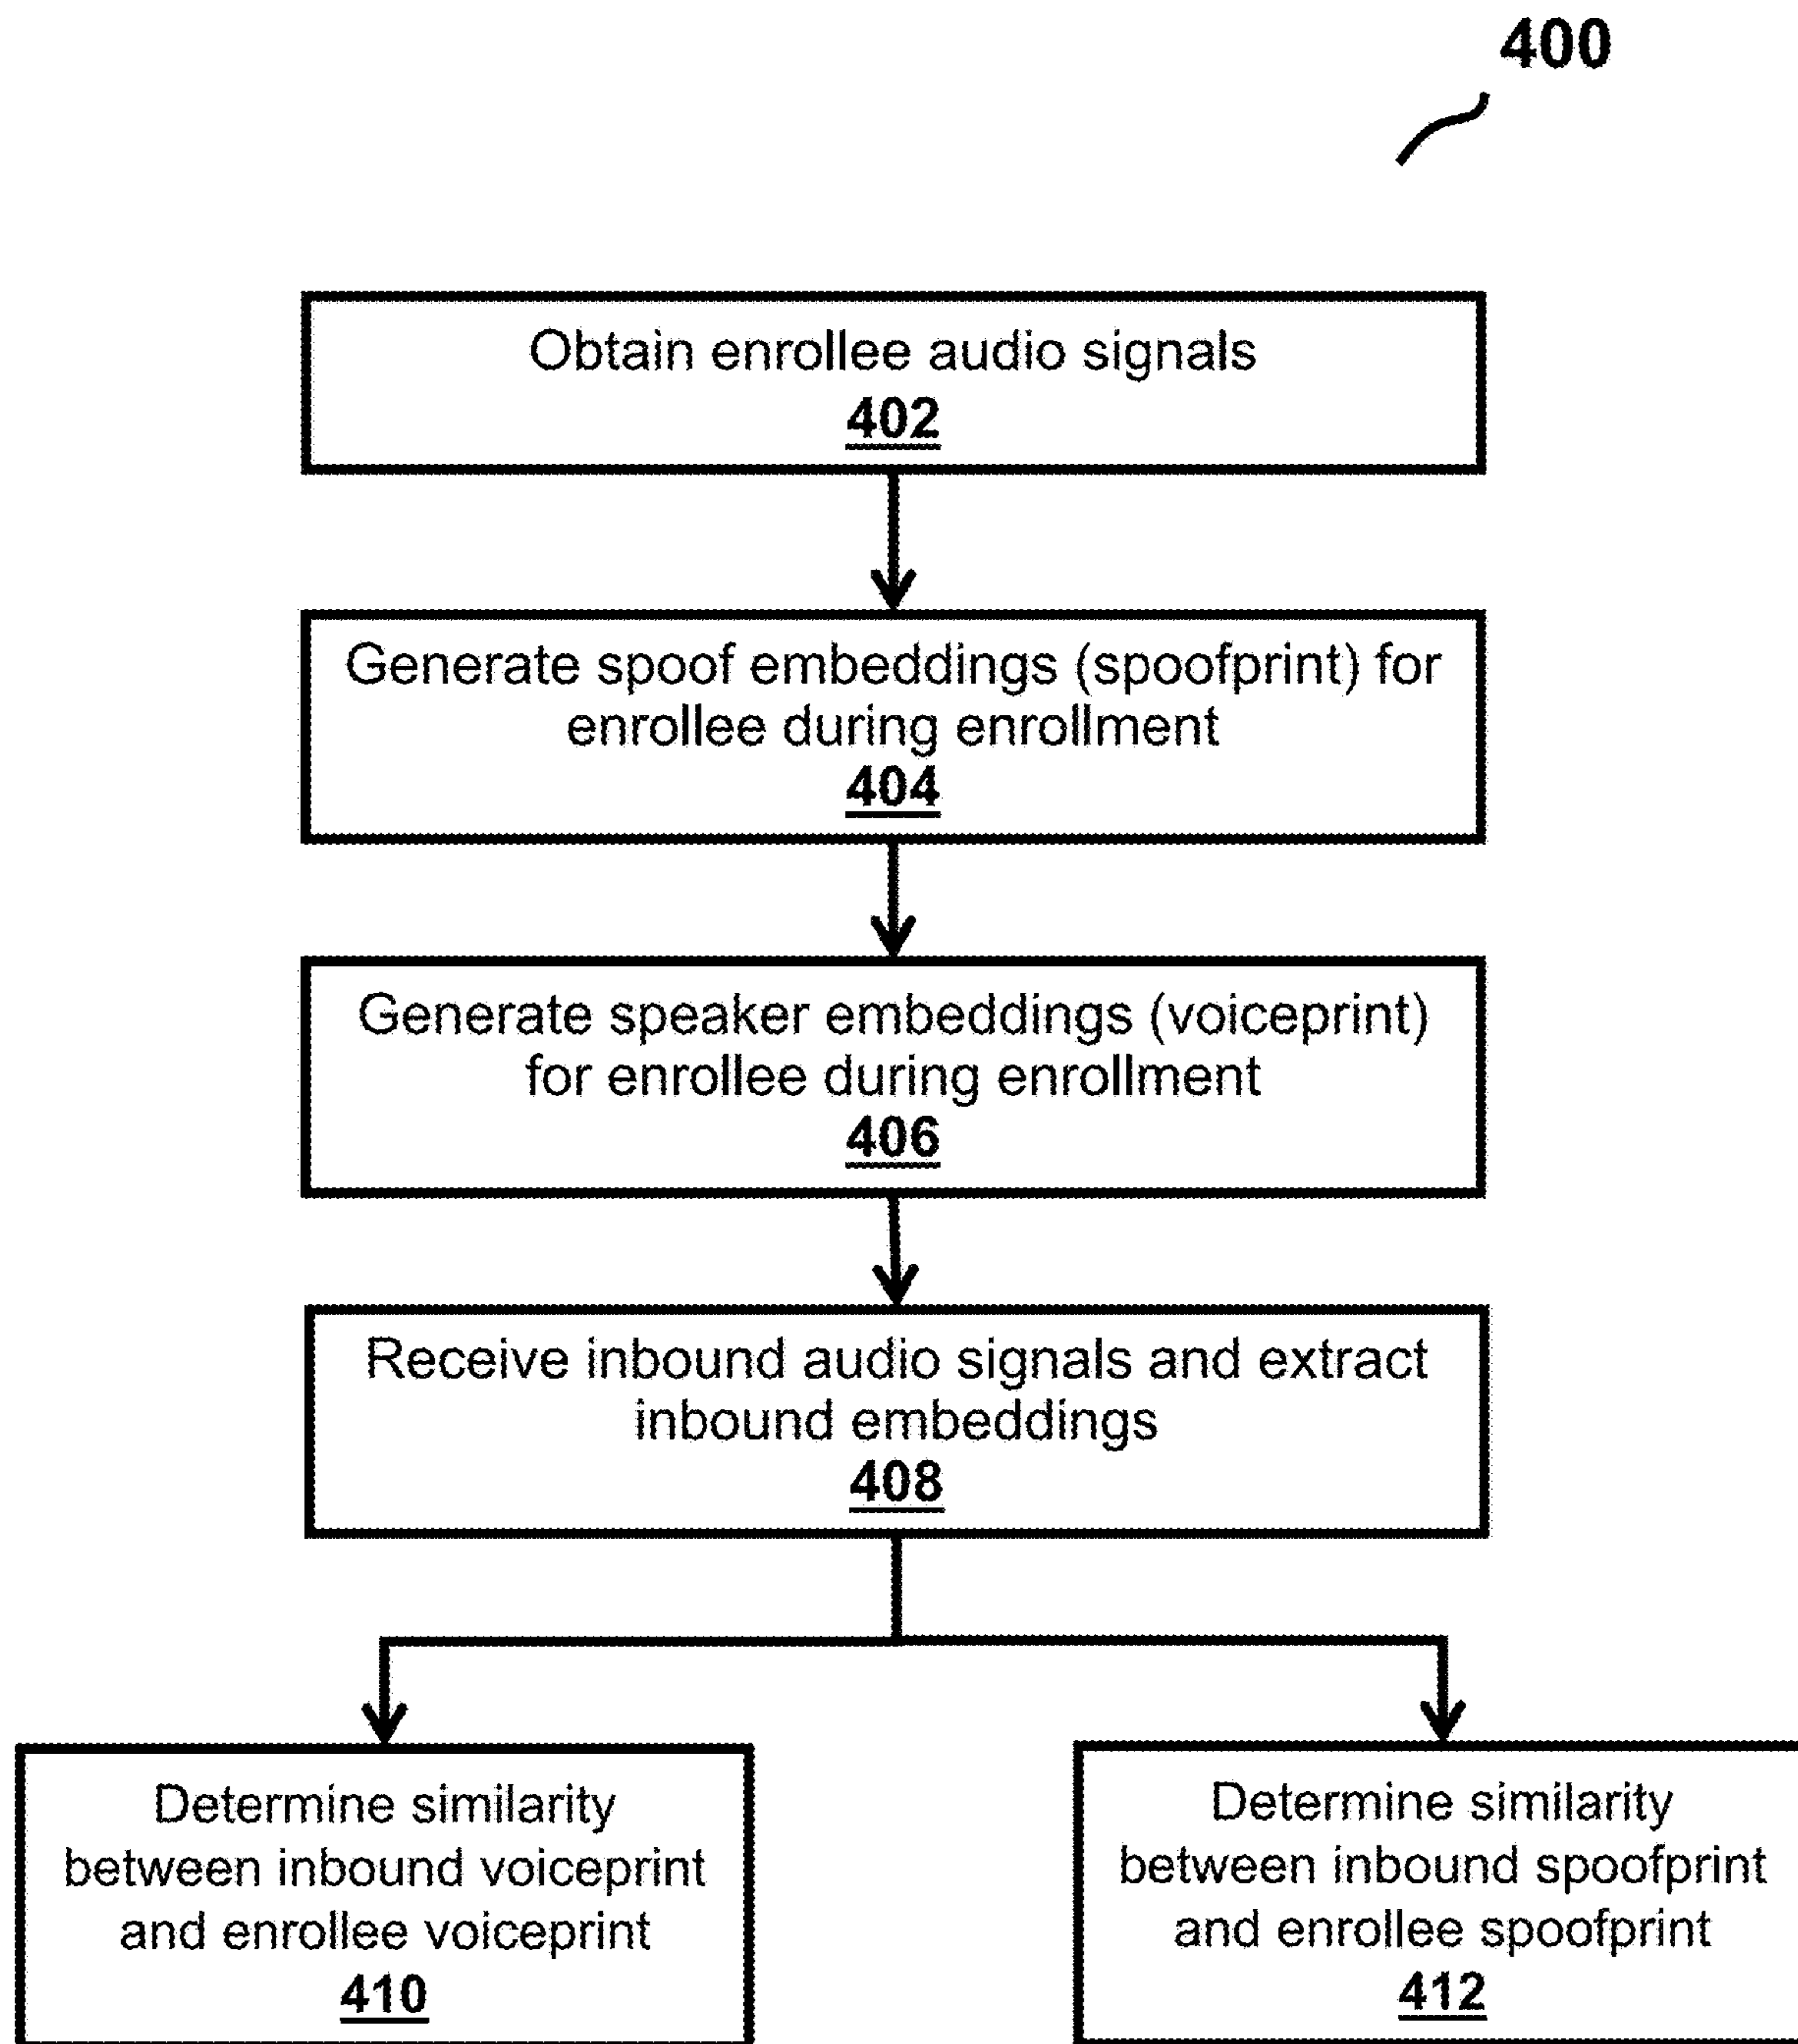 400
Obtain enrollee audio signals
402
Generate spoof embeddings (spoofprint) for
enrollee during enrollment
404
Generate speaker embeddings (voiceprint)
for enrollee during enrollment
406
Receive inbound audio signals and extract
inbound embeddings
408
Determine similarity
between inbound voiceprint
and enrollee voiceprint
410
Determine similarity
between inbound spoofprint
and enrollee spoofprint
412